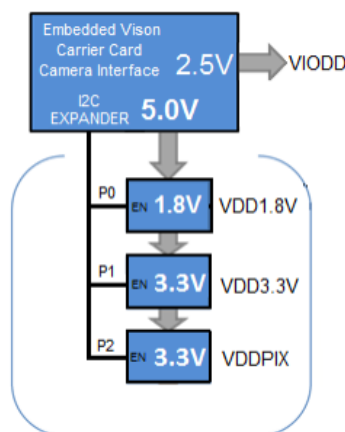 Embedded Vison
Carrier Card
Camera Interface 2.5V
VIODD
I2C
EXPANDER 5.0V
P0
EN 1.8V
VDD1.8V
P1
EN 3.3V
VDD3.3V
P2
EN 3.3V
VDDPIX